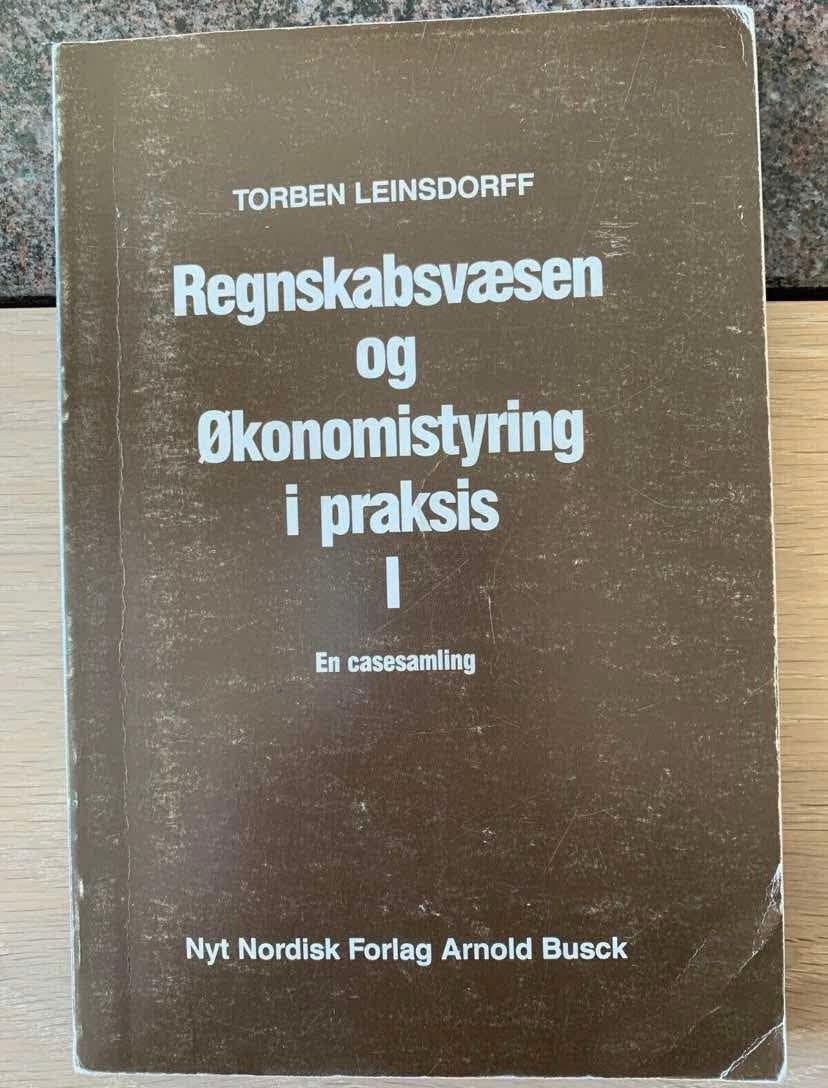 TORBEN LEINSDORFF
Regnskabsvæsen
og
Økonomistyring
i praksis
I
En casesamling
Nyt Nordisk Forlag Arnold Busck